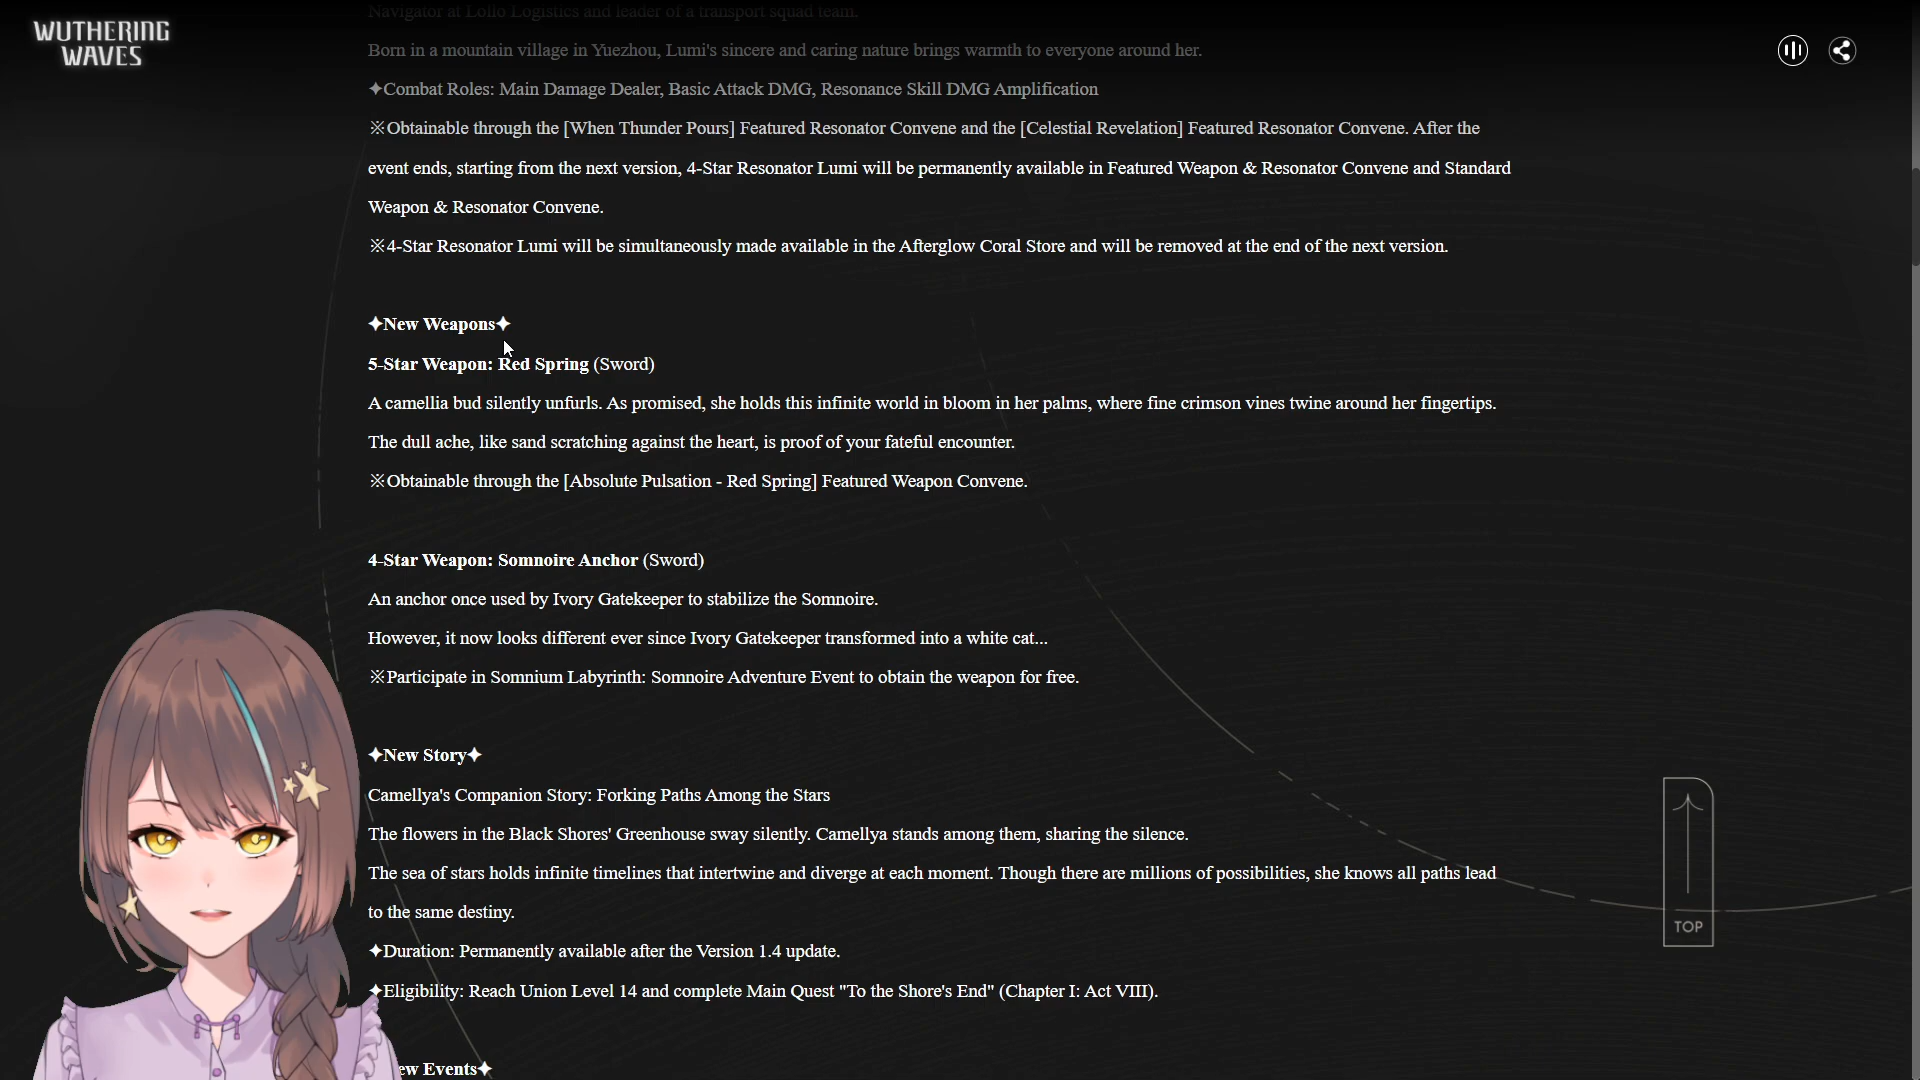 WUTHERING
WAVES
Navigator at Lollo Logistics and leader of a transport squad team.
Born in a mountain village in Yuezhou, Lumi's sincere and caring nature brings warmth to everyone around her.
✦Combat Roles: Main Damage Dealer, Basic Attack DMG, Resonance Skill DMG Amplification
※Obtainable through the [When Thunder Pours] Featured Resonator Convene and the [Celestial Revelation] Featured Resonator Convene. After the
event ends, starting from the next version, 4-Star Resonator Lumi will be permanently available in Featured Weapon & Resonator Convene and Standard
Weapon & Resonator Convene.
※4-Star Resonator Lumi will be simultaneously made available in the Afterglow Coral Store and will be removed at the end of the next version.
✦New Weapons✦
5-Star Weapon: Red Spring (Sword)
A camellia bud silently unfurls. As promised, she holds this infinite world in bloom in her palms, where fine crimson vines twine around her fingertips.
The dull ache, like sand scratching against the heart, is proof of your fateful encounter.
※Obtainable through the [Absolute Pulsation - Red Spring] Featured Weapon Convene.
4-Star Weapon: Somnoire Anchor (Sword)
An anchor once used by Ivory Gatekeeper to stabilize the Somnoire.
However, it now looks different ever since Ivory Gatekeeper transformed into a white cat...
※Participate in Somnium Labyrinth: Somnoire Adventure Event to obtain the weapon for free.
✦New Story✦
Camellya's Companion Story: Forking Paths Among the Stars
The flowers in the Black Shores' Greenhouse sway silently. Camellya stands among them, sharing the silence.
The sea of stars holds infinite timelines that intertwine and diverge at each moment. Though there are millions of possibilities, she knows all paths lead
to the same destiny.
✦Duration: Permanently available after the Version 1.4 update.
✦Eligibility: Reach Union Level 14 and complete Main Quest "To the Shore's End" (Chapter I: Act VIII).
ew Events✦
TOP